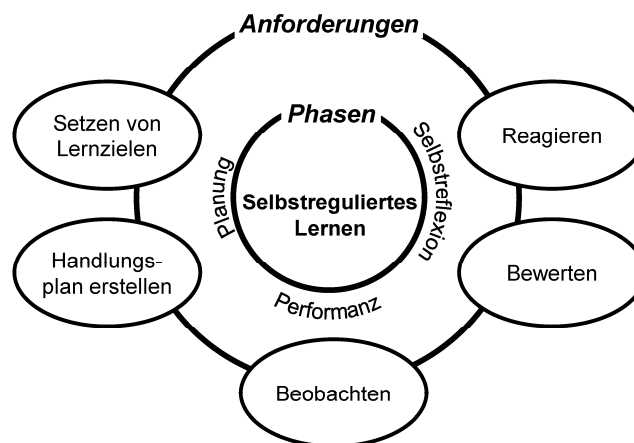 Anforderungen
Phasen
Setzen von
Lernzielen
Reagieren
Planung
Selbstreflexion
Selbstreguliertes
Lernen
Handlungs-
plan erstellen
Bewerten
Performanz
Beobachten